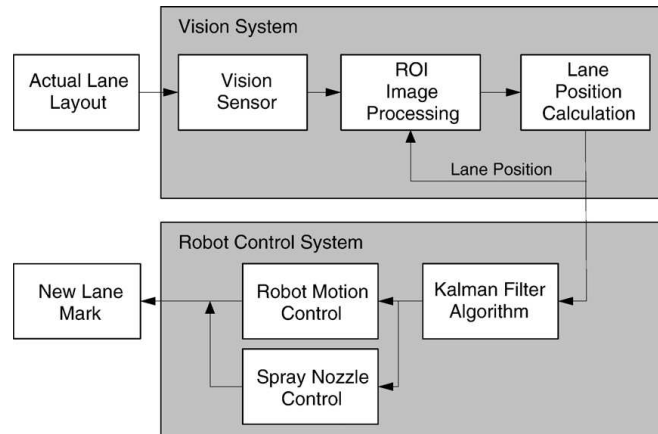 Vision System
Actual Lane
Layout
Vision
Sensor
ROI
Image
Processing
Lane
Position
Calculation
Lane Position
Robot Control System
New Lane
Mark
Robot Motion
Control
Kalman Filter
Algorithm
Spray Nozzle
Control